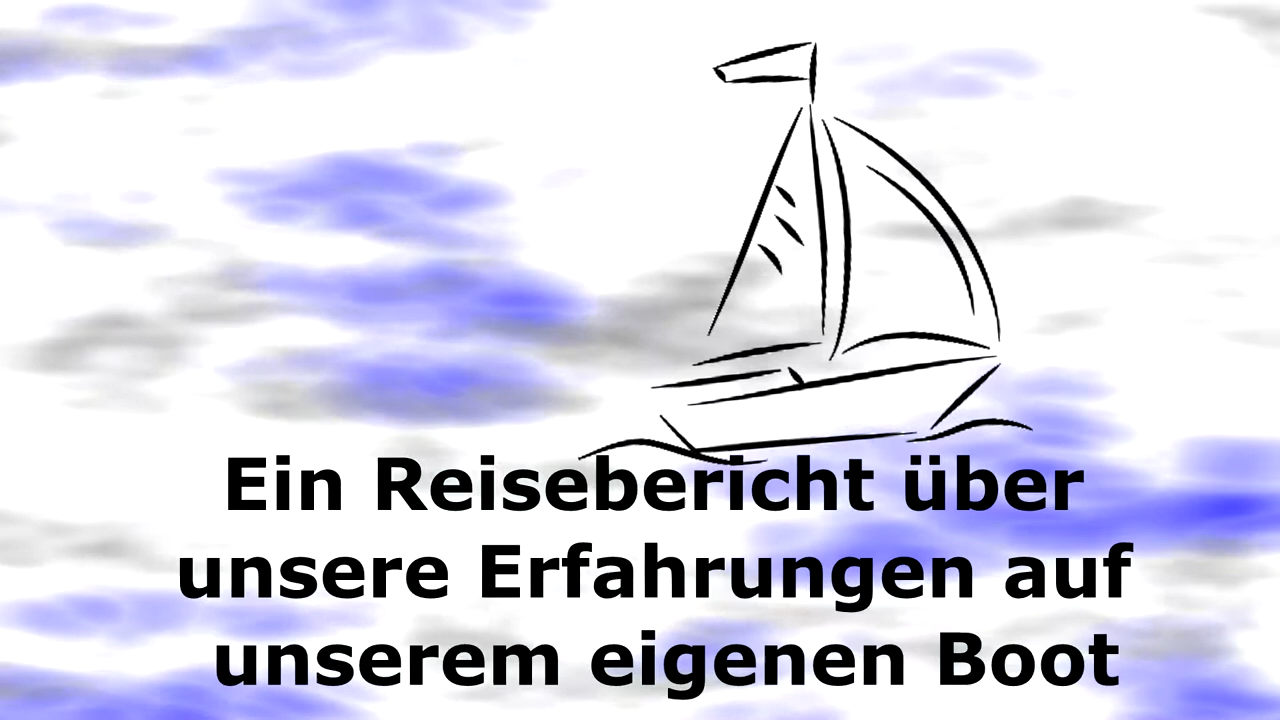 Ein Reisebericht über
unsere Erfahrungen auf
unserem eigenen Boot